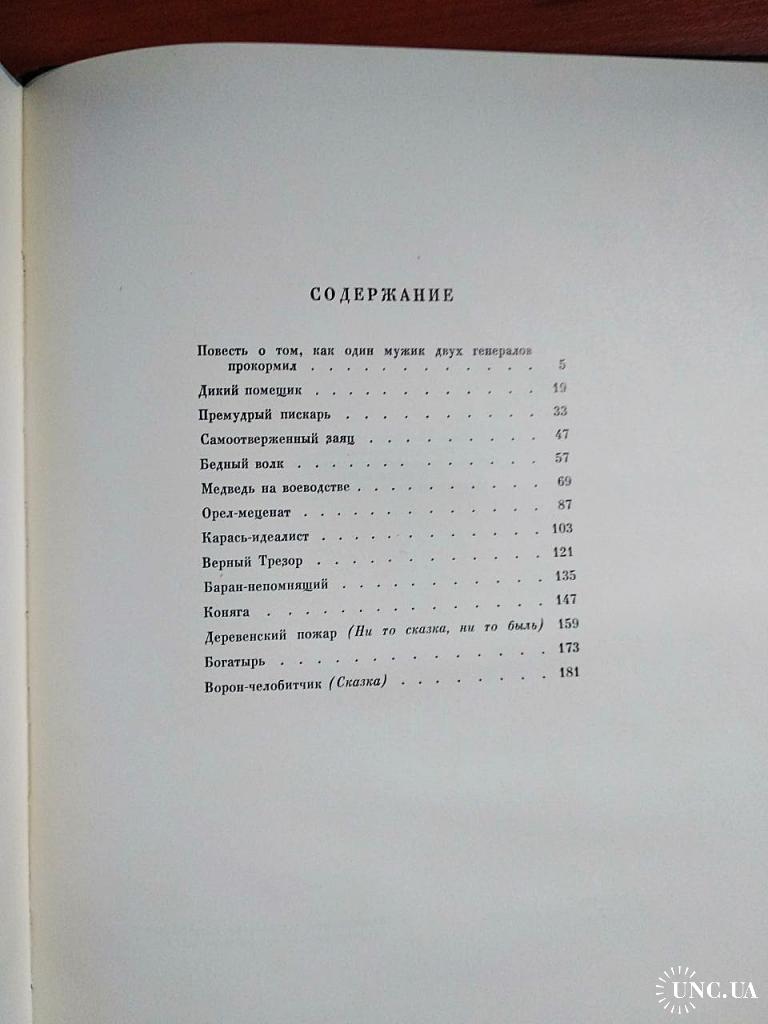 СОДЕРЖАНИЕ
Повесть о том, как один мужик двух генералов
прокормил . . . . . . . . . . . . 5
Дикий помещик . . . . . . . . . . . . 19
Премудрый пискарь . . . . . . . . . . 33
Самоотверженный заяц . . . . . . . . . 47
Бедный волк . . . . . . . . . . . . . 57
Медведь на воеводстве . . . . . . . . . 69
Орел-меценат . . . . . . . . . . . . 87
Карась-идеалист . . . . . . . . . . . 103
Верный Трезор . . . . . . . . . . . . 121
Баран-непомнящий . . . . . . . . . . 135
Коняга . . . . . . . . . . . . . . 147
Деревенский пожар (Ни то сказка, ни то быль) 159
Богатырь . . . . . . . . . . . . . . 173
Ворон-челобитчик (Сказка) . . . . . . . . 181
UNC.UA